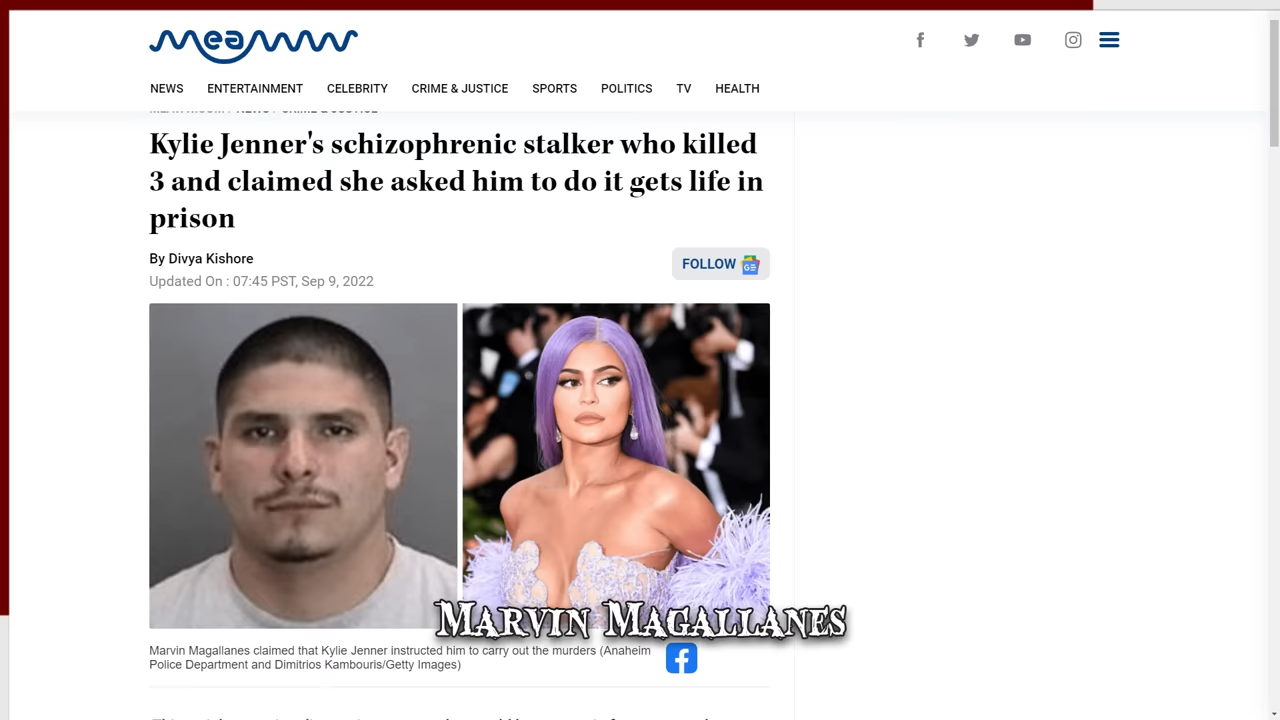 meaww
NEWS ENTERTAINMENT CELEBRITY CRIME & JUSTICE SPORTS POLITICS TV HEALTH
Kylie Jenner's schizophrenic stalker who killed
3 and claimed she asked him to do it gets life in
prison
By Divya Kishore
FOLLOW
Updated On : 07:45 PST, Sep 9, 2022
Marvin Magallanes
Marvin Magallanes claimed that Kylie Jenner instructed him to carry out the murders (Anaheim
Police Department and Dimitrios Kambouris/Getty Images)